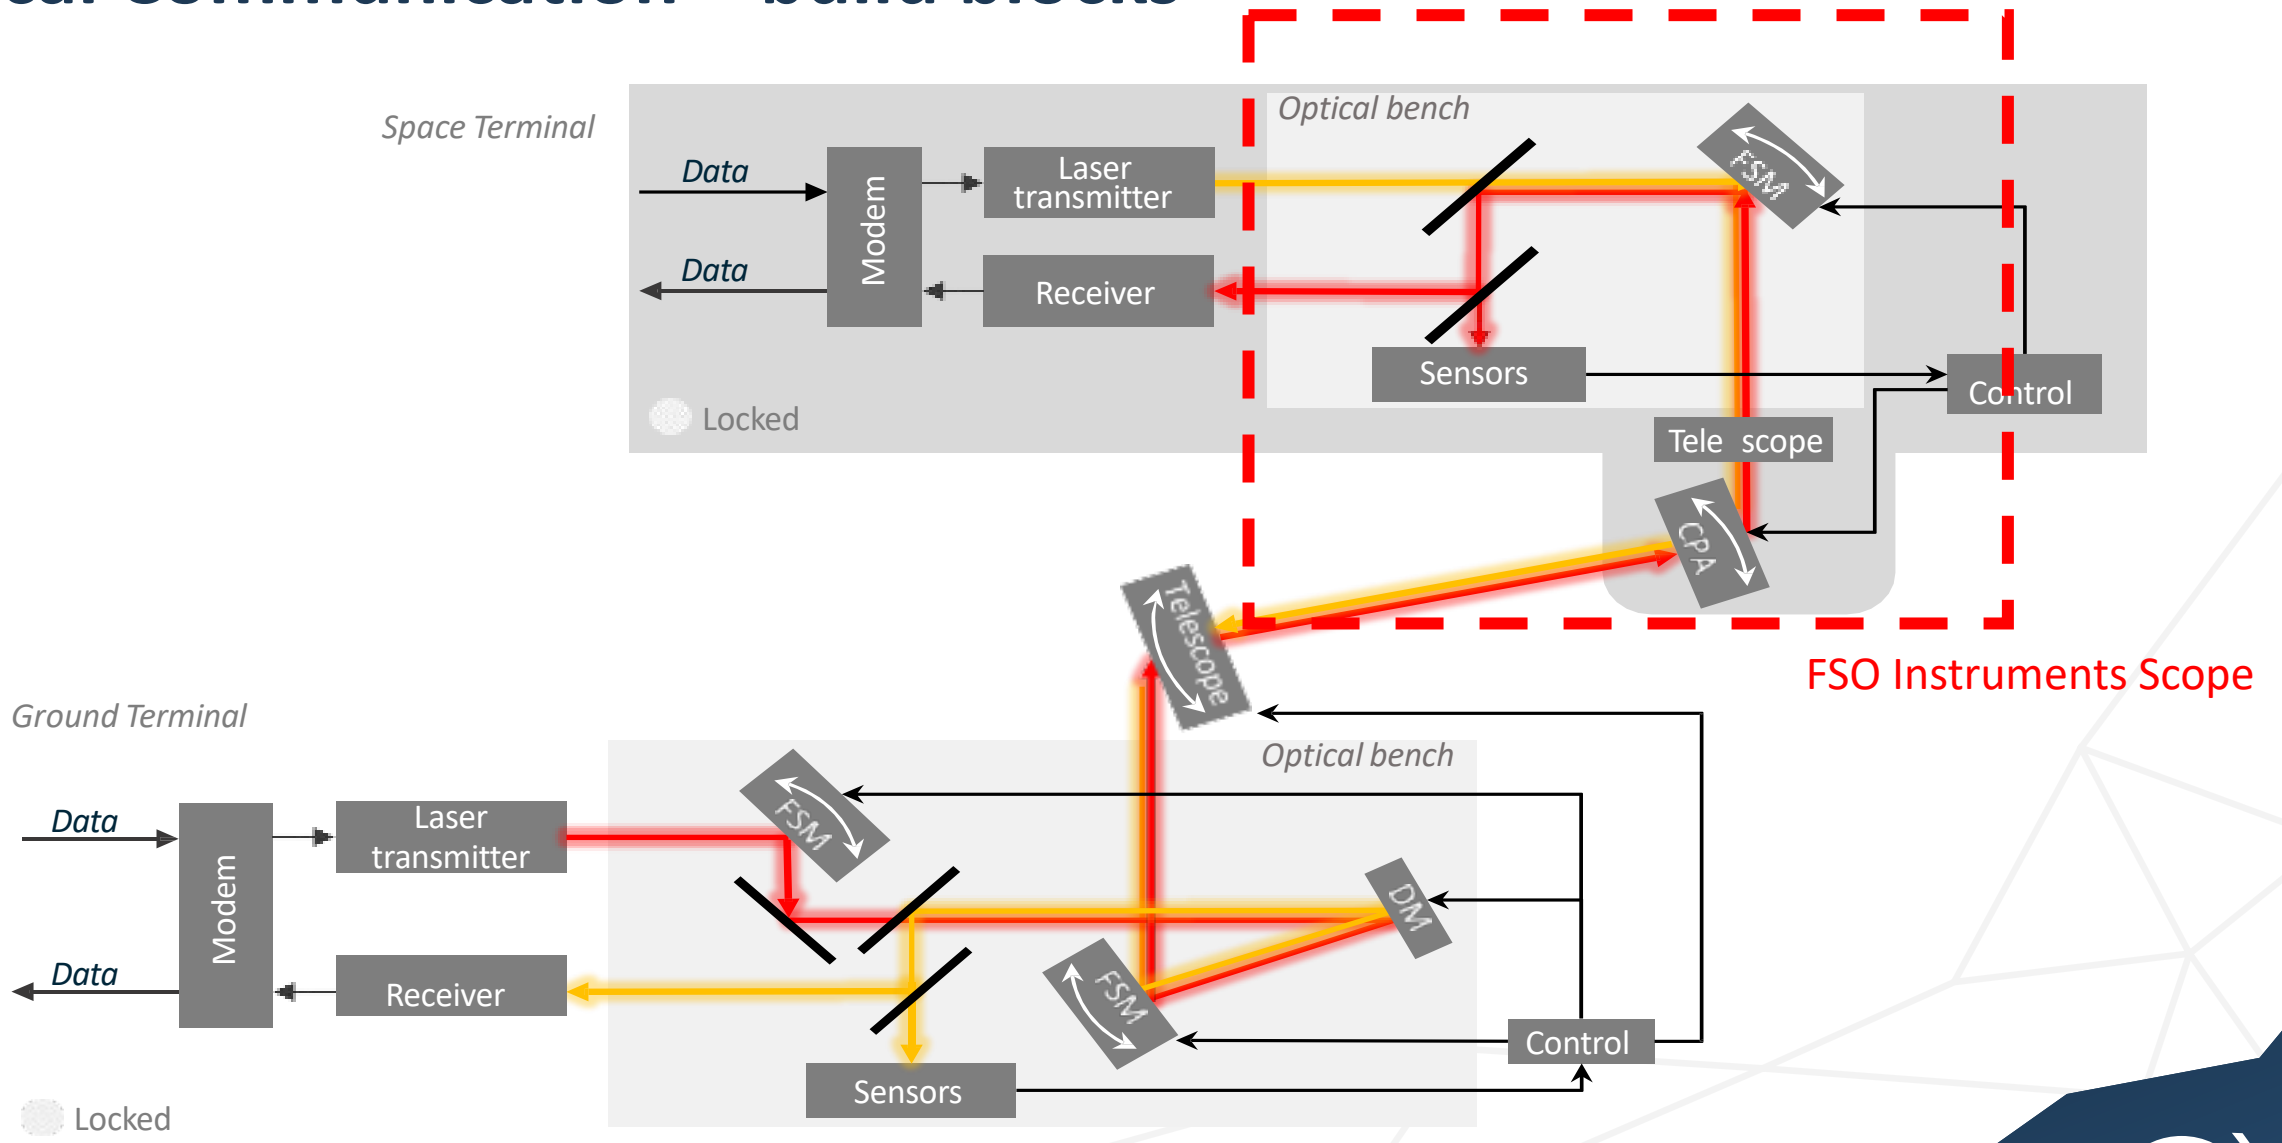 Space Terminal
Optical bench
Data
Modem
Laser
transmitter
FSM
Data
Receiver
Sensors
Control
Locked
Tele scope
CPA
Telescope
FSO Instruments Scope
Ground Terminal
Optical bench
Data
Modem
Laser
transmitter
FSM
DM
Data
Receiver
FSM
Control
Sensors
Locked